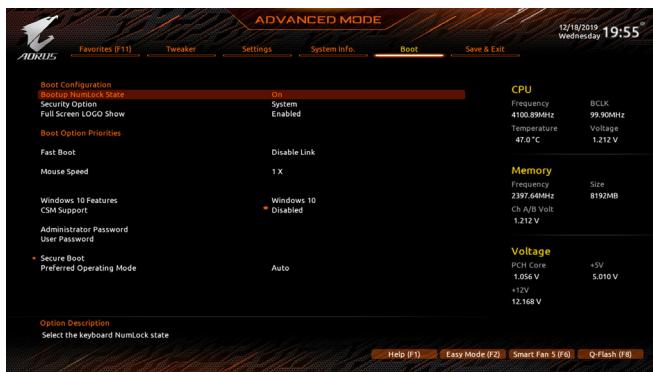 ADVANCED MODE
12/18/2019
Wednesday 19:55
AORUS
Favorites (F11) Tweaker Settings System Info. Boot Save & Exit
Boot Configuration
Bootup NumLock State On
Security Option System
Full Screen LOGO Show Enabled
Boot Option Priorities
Fast Boot Disable Link
Mouse Speed 1 X
Windows 10 Features Windows 10
CSM Support * Disabled
Administrator Password
User Password
* Secure Boot
Preferred Operating Mode Auto
CPU
Frequency BCLK
4100.89MHz 99.90MHz
Temperature Voltage
47.0 °C 1.212 V
Memory
Frequency Size
2397.64MHz 8192MB
Ch A/B Volt
1.212 V
Voltage
PCH Core +5V
1.056 V 5.010 V
+12V
12.168 V
Option Description
Select the keyboard NumLock state
Help (F1) Easy Mode (F2) Smart Fan 5 (F6) Q-Flash (F8)